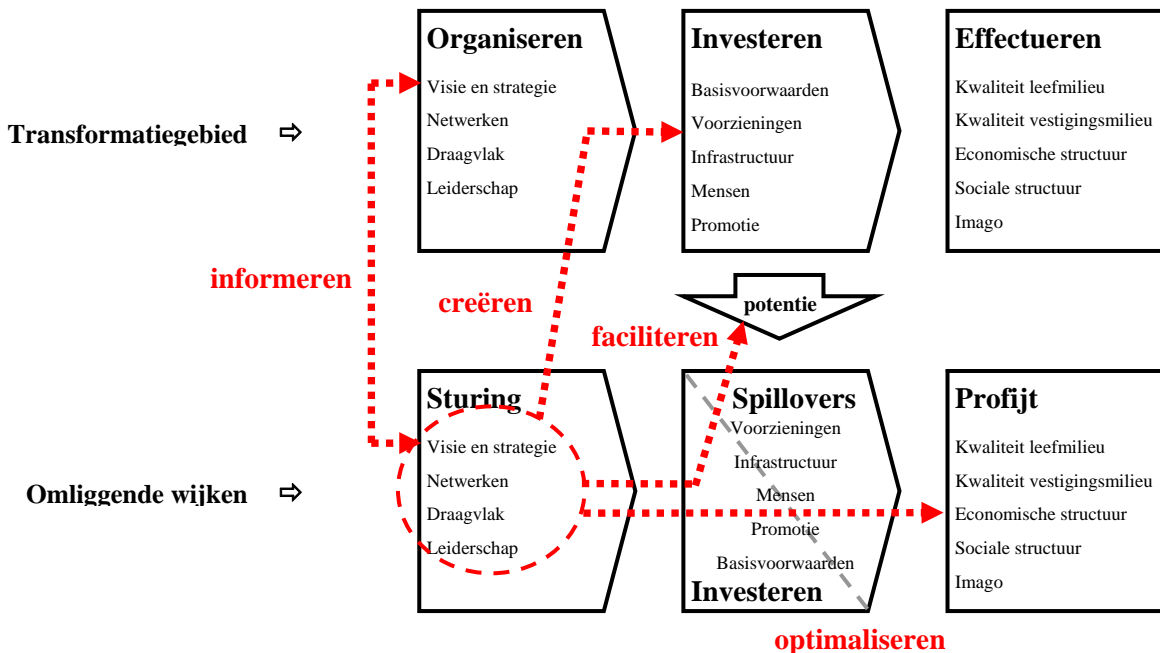 Organiseren
Visie en strategie
Netwerken
Draagvlak
Leiderschap
Investeren
Basisvoorwaarden
Voorzieningen
Infrastructuur
Mensen
Promotie
Effectueren
Kwaliteit leefmilieu
Kwaliteit vestigingsmilieu
Economische structuur
Sociale structuur
Imago
Transformatiegebied ⇨
informeren
creëren
faciliteren
potentie
Omliggende wijken ⇨
Sturing
Visie en strategie
Netwerken
Draagvlak
Leiderschap
Spillovers
Voorzieningen
Infrastructuur
Mensen
Promotie
Basisvoorwaarden
Investeren
Profijt
Kwaliteit leefmilieu
Kwaliteit vestigingsmilieu
Economische structuur
Sociale structuur
Imago
optimaliseren